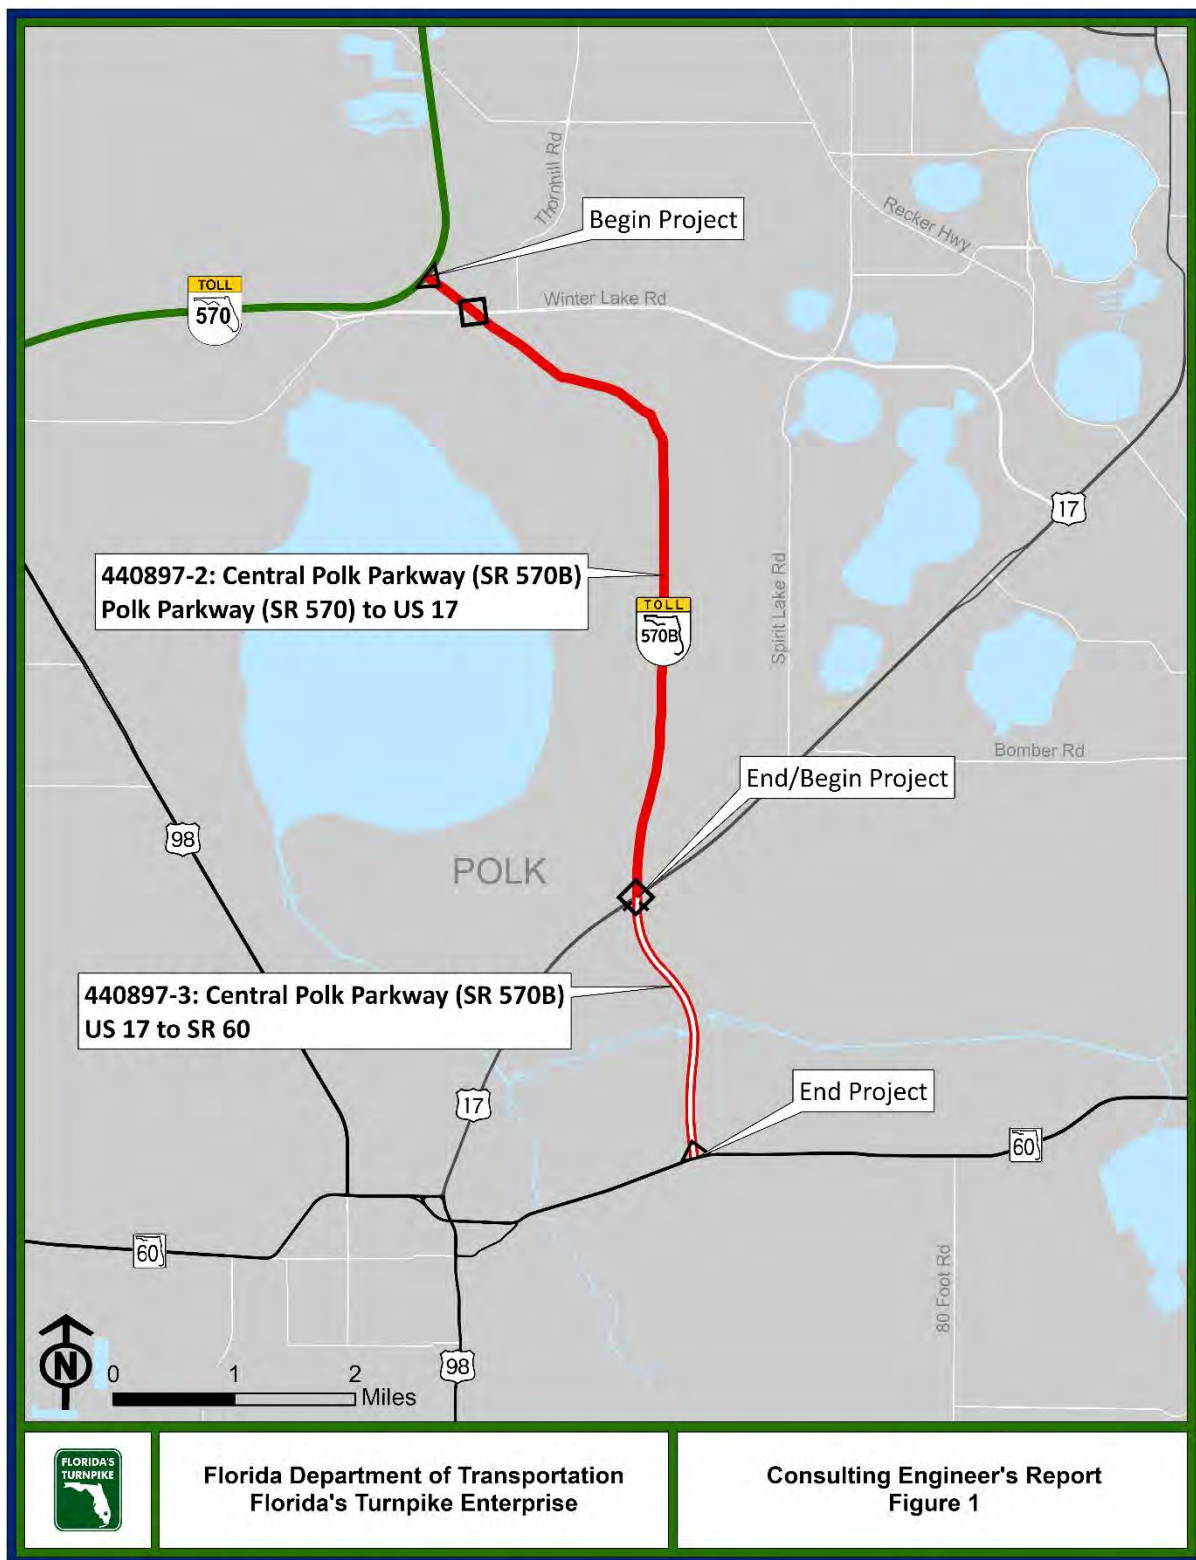 Thornhill Rd
Begin Project
Recker Hwy
TOLL
570
Winter Lake Rd
17
440897-2: Central Polk Parkway (SR 570B)
Polk Parkway (SR 570) to US 17
Spirit Lake Rd
TOLL
570B
Bomber Rd
End/Begin Project
98
POLK
440897-3: Central Polk Parkway (SR 570B)
US 17 to SR 60
End Project
17
60
60
80 Foot Rd
N
0 1 2
Miles
98
FLORIDA'S
TURNPIKE
Florida Department of Transportation
Florida's Turnpike Enterprise
Consulting Engineer's Report
Figure 1